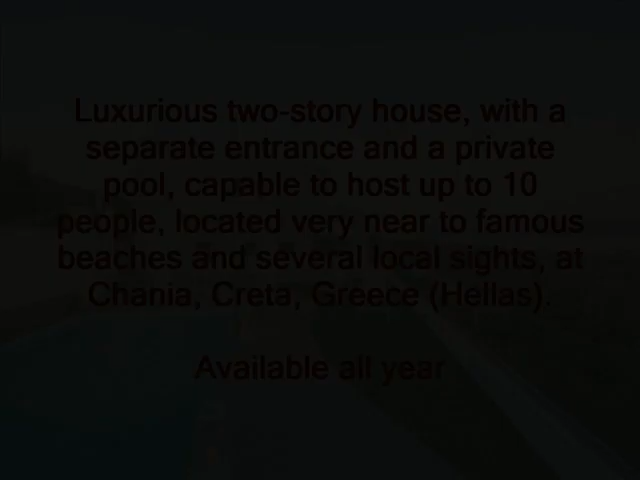 Luxurious two-story house, with a
separate entrance and a private
pool, capable to host up to 10
people, located very near to famous
beaches and several local sights, at
Chania, Creta, Greece (Hellas).
Available all year